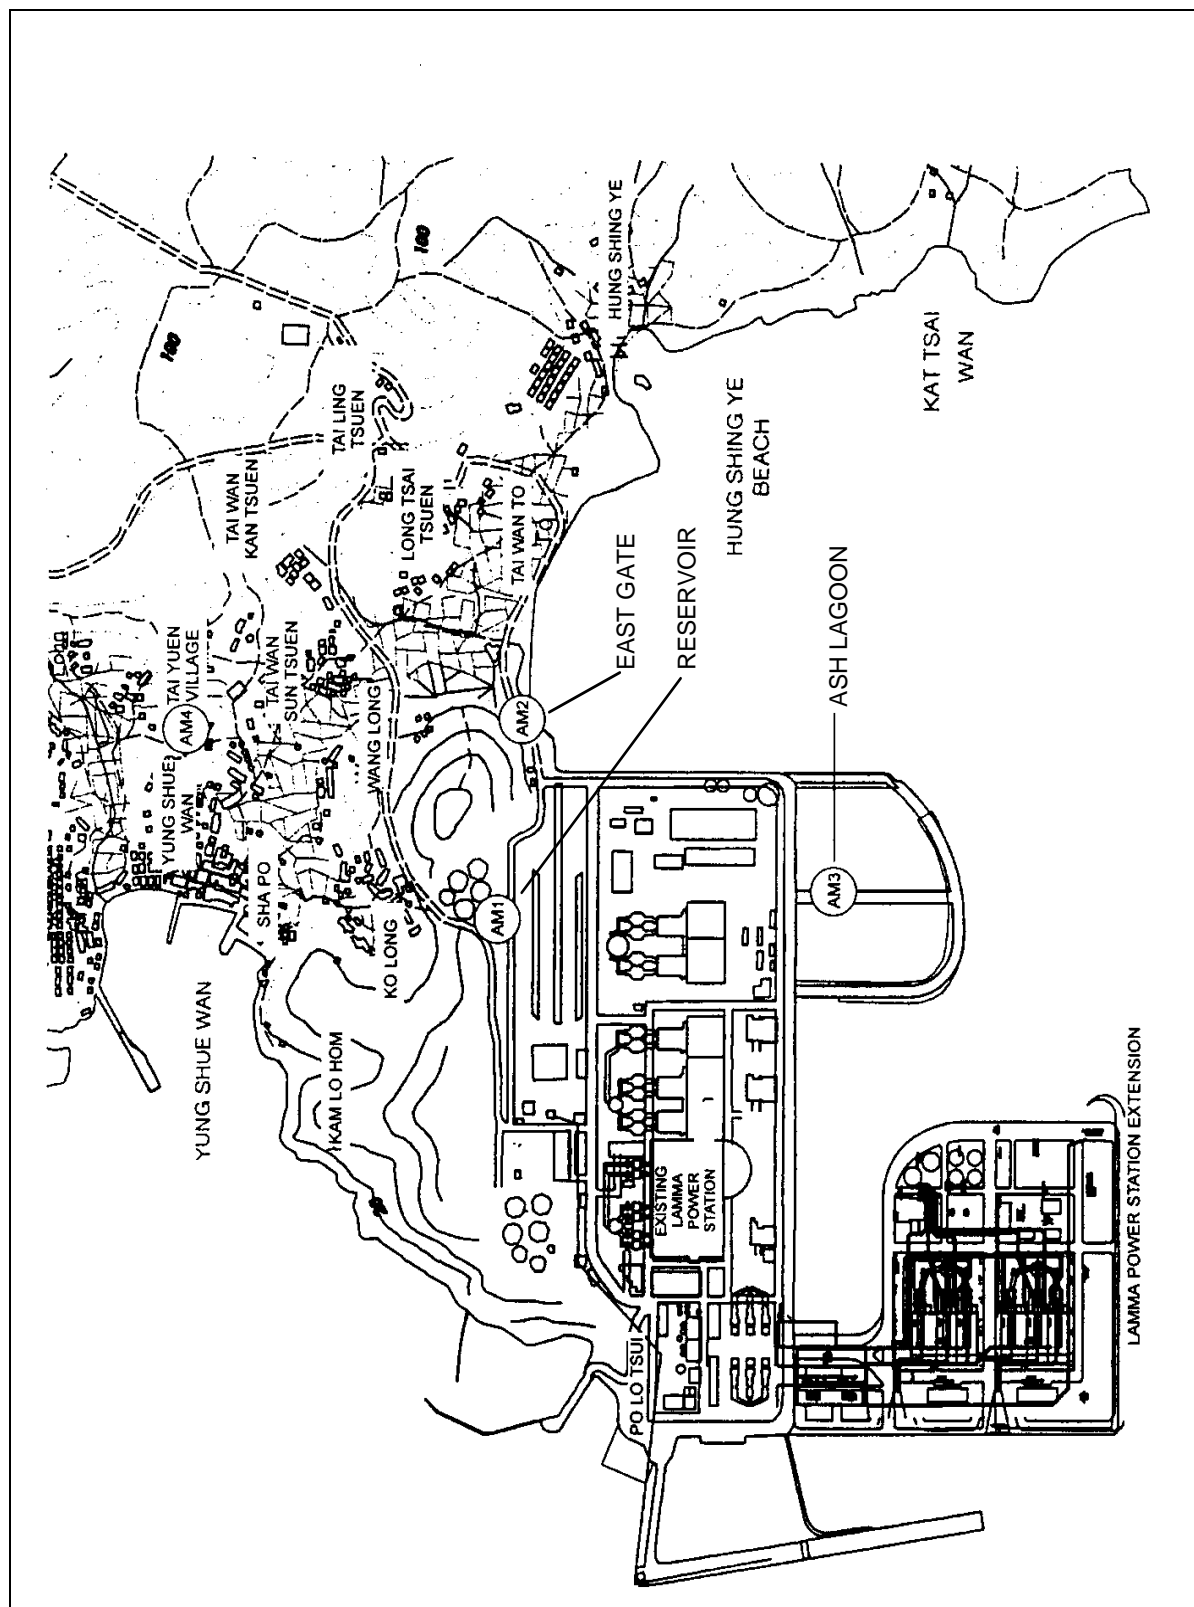 100
100
HUNG SHING YE
KAT TSAI
WAN
TAI LING
TSUEN
TAI WAN
KAN TSUEN
LONG TSAI
TSUEN
TAI WAN TO
HUNG SHING YE
BEACH
EAST GATE
RESERVOIR
ASH LAGOON
TAI YUEN
VILLAGE
AM4
TAI WAN
SUN TSUEN
WANG LONG
AM2
YUNG SHUE
WAN
SHA PO
KO LONG
AM1
AM3
YUNG SHUE WAN
KAM LO HOM
EXISTING
LAMMA
POWER
STATION
PO LO TSUI
LAMMA POWER STATION EXTENSION